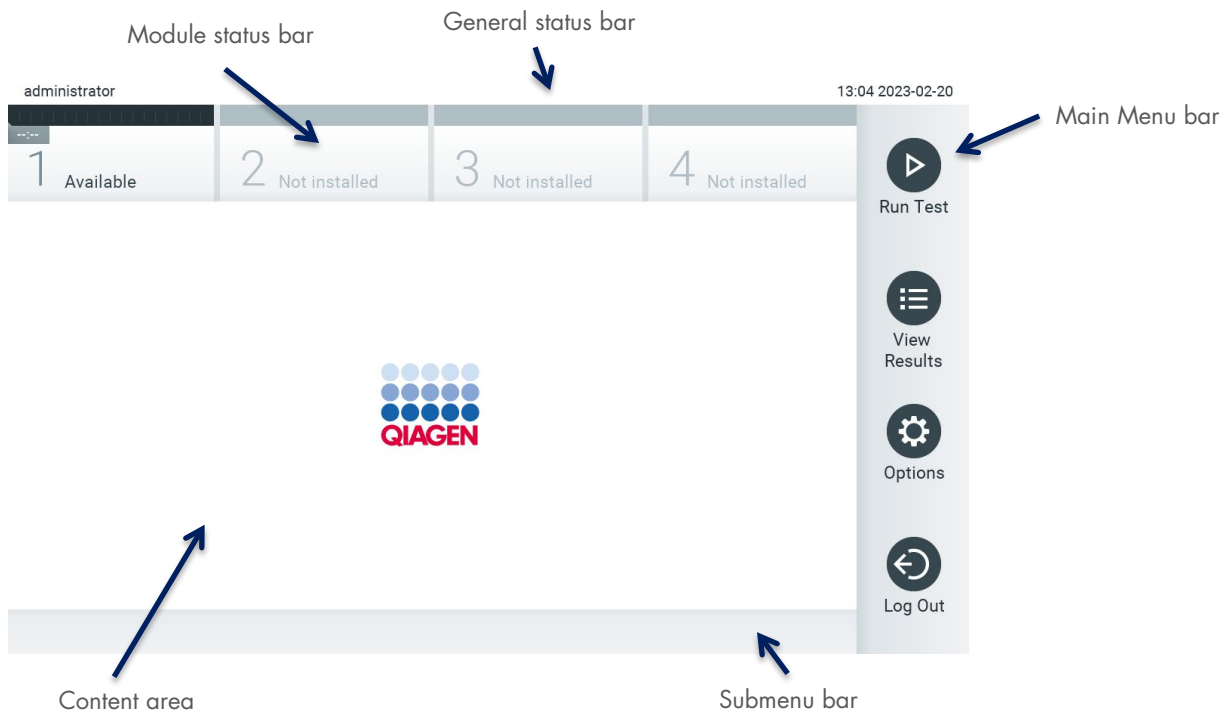 General status bar
Module status bar
administrator
13:04 2023-02-20
Main Menu bar
--:--
1 Available
2 Not installed
3 Not installed
4 Not installed
Run Test
View
Results
QIAGEN
Options
Log Out
Content area
Submenu bar